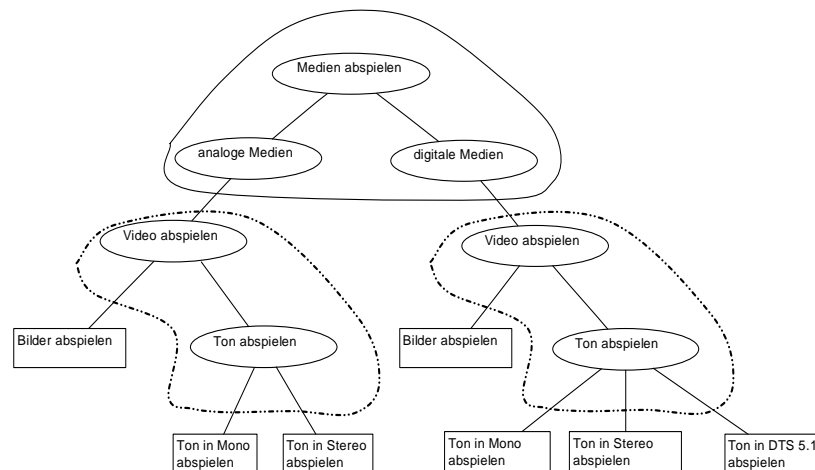 Medien abspielen
analoge Medien
digitale Medien
Video abspielen
Video abspielen
Bilder abspielen
Ton abspielen
Bilder abspielen
Ton abspielen
Ton in Mono
abspielen
Ton in Stereo
abspielen
Ton in Mono
abspielen
Ton in Stereo
abspielen
Ton in DTS 5.1
abspielen